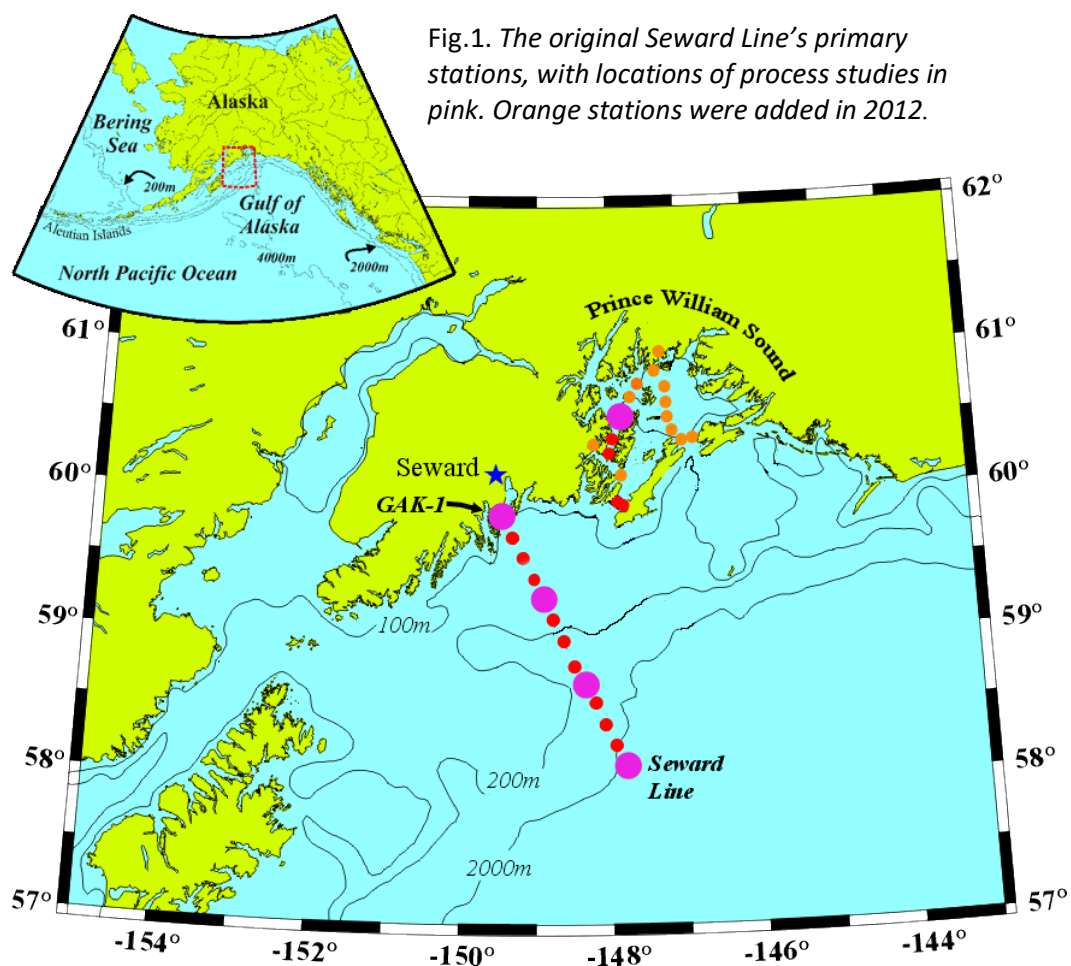 Fig.1. The original Seward Line's primary
stations, with locations of process studies in
pink. Orange stations were added in 2012.
Alaska
Bering
Sea
200m
Gulf of
Alaska
Aleutian Islands
4000m
2000m
North Pacific Ocean
62°
61°
61°
Prince William Sound
60°
60°
Seward
GAK-1
59°
59°
100m
58°
58°
Seward
Line
200m
2000m
57°
57°
-154°
-152°
-150°
-148°
-146°
-144°